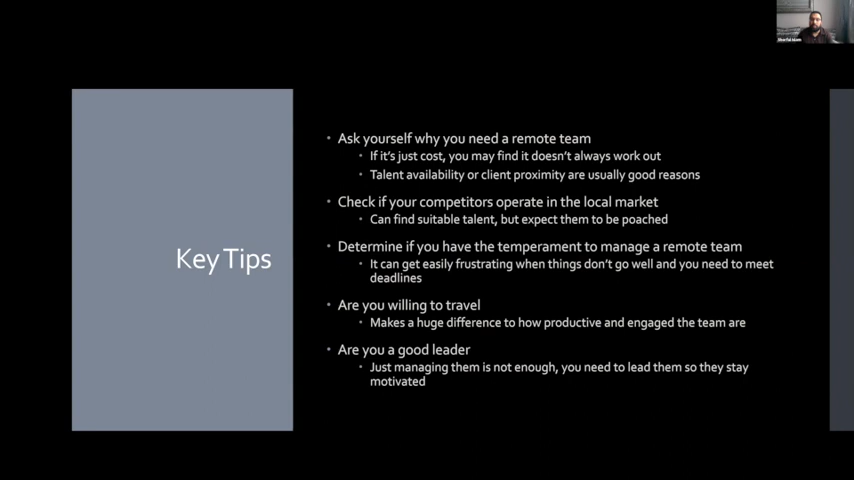 Key Tips
Ask yourself why you need a remote team
If it's just cost, you may find it doesn't always work out
Talent availability or client proximity are usually good reasons
Check if your competitors operate in the local market
Can find suitable talent, but expect them to be poached
Determine if you have the temperament to manage a remote team
It can get easily frustrating when things don't go well and you need to meet
deadlines
Are you willing to travel
Makes a huge difference to how productive and engaged the team are
Are you a good leader
Just managing them is not enough, you need to lead them so they stay
motivated